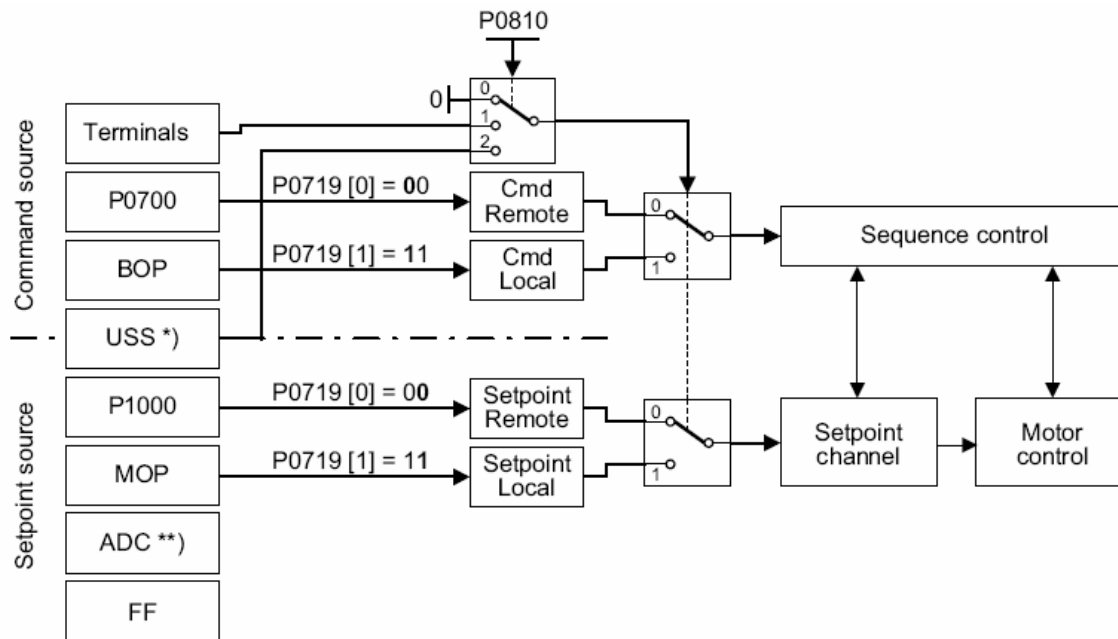 P0810
0
0
1
2
Command source
Terminals
P0700
P0719 [0] = 00
Cmd
Remote
0
1
Sequence control
BOP
P0719 [1] = 11
Cmd
Local
USS *)
Setpoint source
P1000
P0719 [0] = 00
Setpoint
Remote
0
1
Setpoint
channel
Motor
control
MOP
P0719 [1] = 11
Setpoint
Local
ADC **)
FF